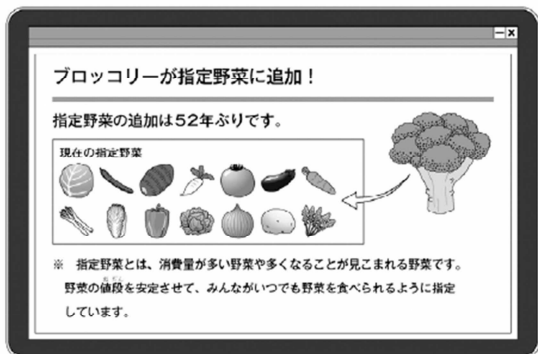 ブロッコリーが指定野菜に追加！
指定野菜の追加は52年ぶりです。
現在の指定野菜
※　指定野菜とは、消費量が多い野菜や多くなることが見こまれる野菜です。
野菜の値段を安定させて、みんながいつでも野菜を食べられるように指定
しています。